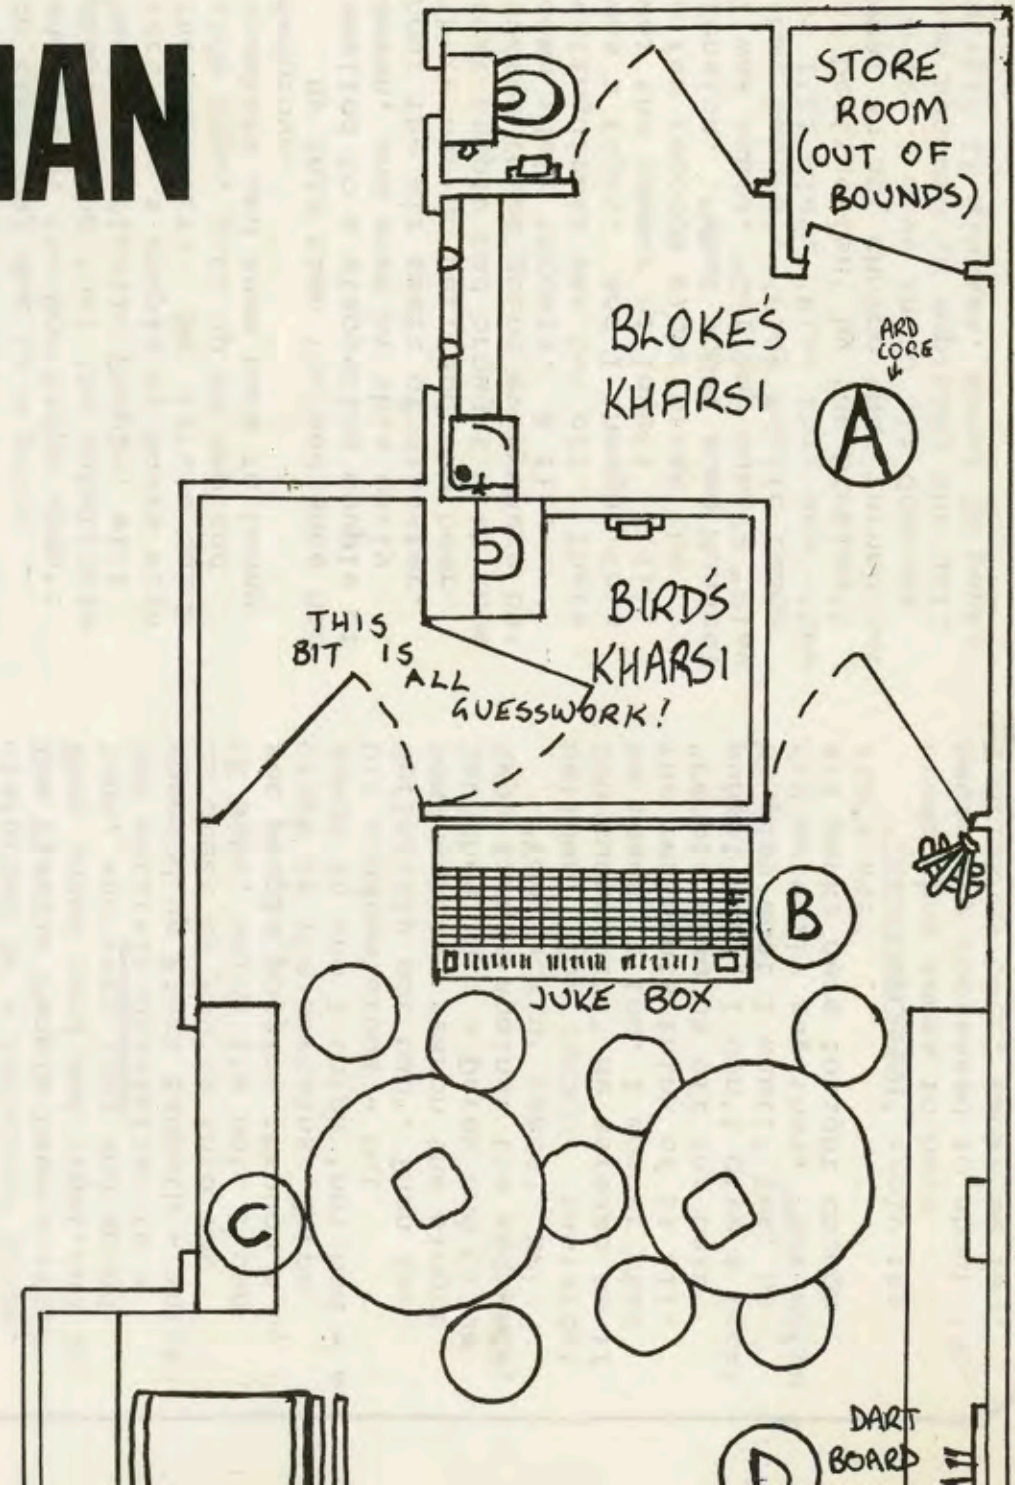 MAN
STORE
ROOM
(OUT OF
BOUNDS)
BLOKE'S
KHARSI
ARD
CORE
A
BIRD'S
KHARSI
THIS
BIT IS
ALL
GUESSWORK!
B
JUKE BOX
C
DART
BOARD
D